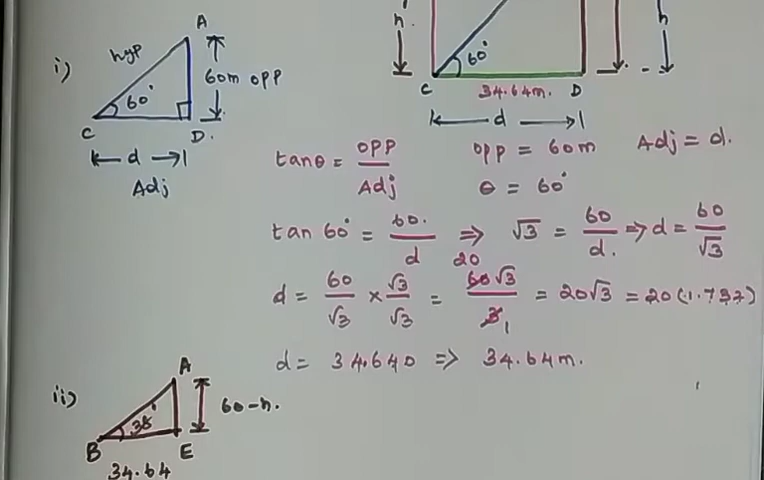 i)
A
hyp
60m opp
60°
C
D.
d
Adj
h
60°
h
C
34.64m.
D
d
tanθ = opp/Adj
opp = 60m
Adj = d.
θ = 60°
tan 60° = 60./d ⇒ √3 = 60/d. ⇒ d = 60/√3
20
d = 60/√3 × √3/√3 = 60√3/3 1 = 20√3 = 20(1.732)
d = 34.640 ⇒ 34.64m.
ii)
A
38°
60-h.
B
E
34.64